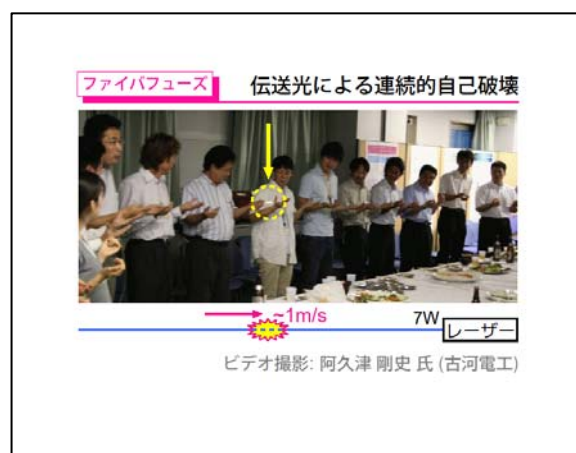 ファイバフューズ
伝送光による連続的自己破壊
~1m/s
7W
レーザー
ビデオ撮影: 阿久津 剛史 氏 (古河電工)